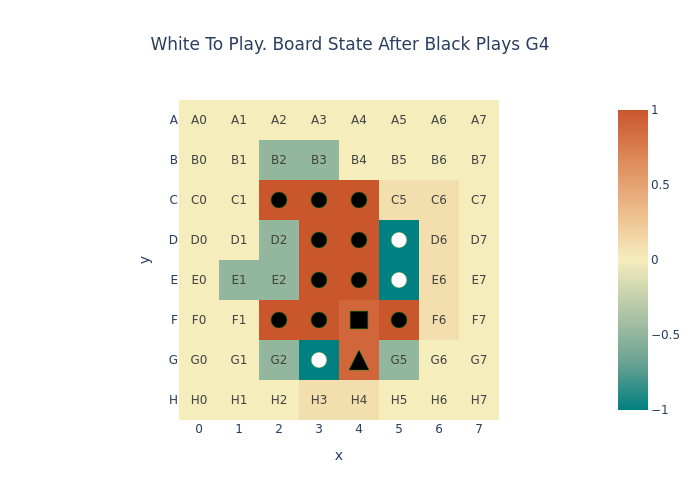 White To Play. Board State After Black Plays G4
A A0 A1 A2 A3 A4 A5 A6 A7
B B0 B1 B2 B3 B4 B5 B6 B7
C C0 C1 C5 C6 C7
D D0 D1 D2 D6 D7
E E0 E1 E2 E6 E7
F F0 F1 F6 F7
G G0 G1 G2 G5 G6 G7
H H0 H1 H2 H3 H4 H5 H6 H7
0 1 2 3 4 5 6 7
x
y
1
0.5
0
−0.5
−1